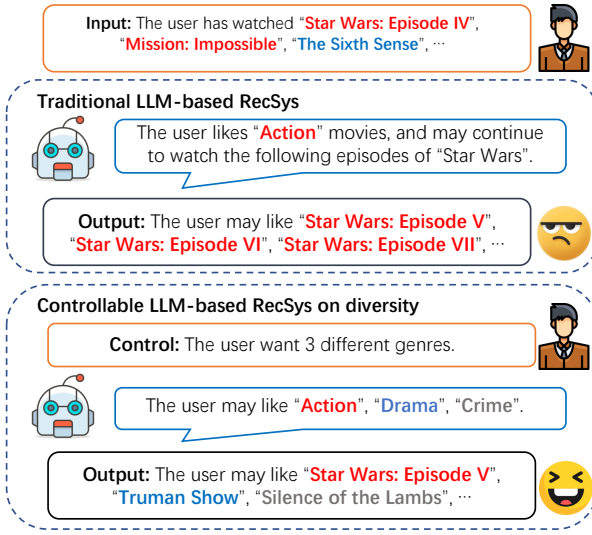 Input: The user has watched “Star Wars: Episode IV”,
“Mission: Impossible”, “The Sixth Sense”, ...
Traditional LLM-based RecSys
The user likes “Action” movies, and may continue
to watch the following episodes of “Star Wars”.
Output: The user may like “Star Wars: Episode V”,
“Star Wars: Episode VI”, “Star Wars: Episode VII”, ...
Controllable LLM-based RecSys on diversity
Control: The user want 3 different genres.
The user may like “Action”, “Drama”, “Crime”.
Output: The user may like “Star Wars: Episode V”,
“Truman Show”, “Silence of the Lambs”, ...